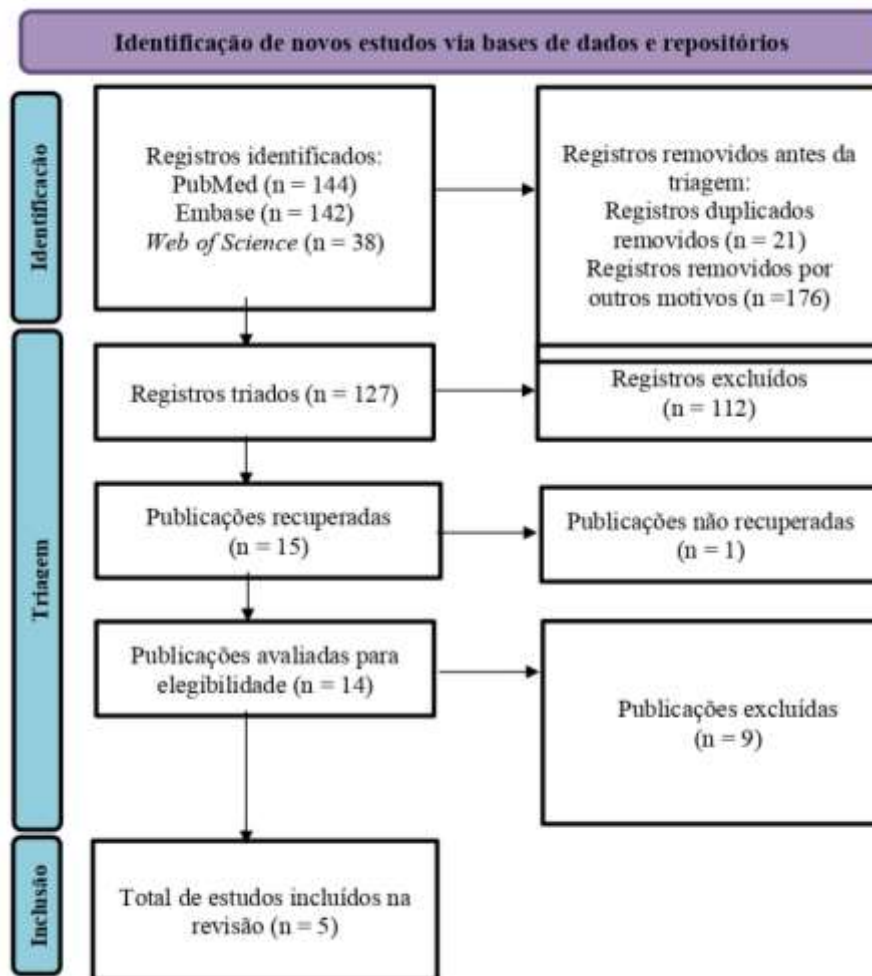 Identificação de novos estudos via bases de dados e repositórios
Identificação
Registros identificados:
PubMed (n = 144)
Embase (n = 142)
Web of Science (n = 38)
Registros removidos antes da
triagem:
Registros duplicados
removidos (n = 21)
Registros removidos por
outros motivos (n =176)
Triagem
Registros triados (n = 127)
Registros excluídos
(n = 112)
Publicações recuperadas
(n = 15)
Publicações não recuperadas
(n = 1)
Publicações avaliadas para
elegibilidade (n = 14)
Publicações excluídas
(n = 9)
Inclusão
Total de estudos incluídos na
revisão (n = 5)